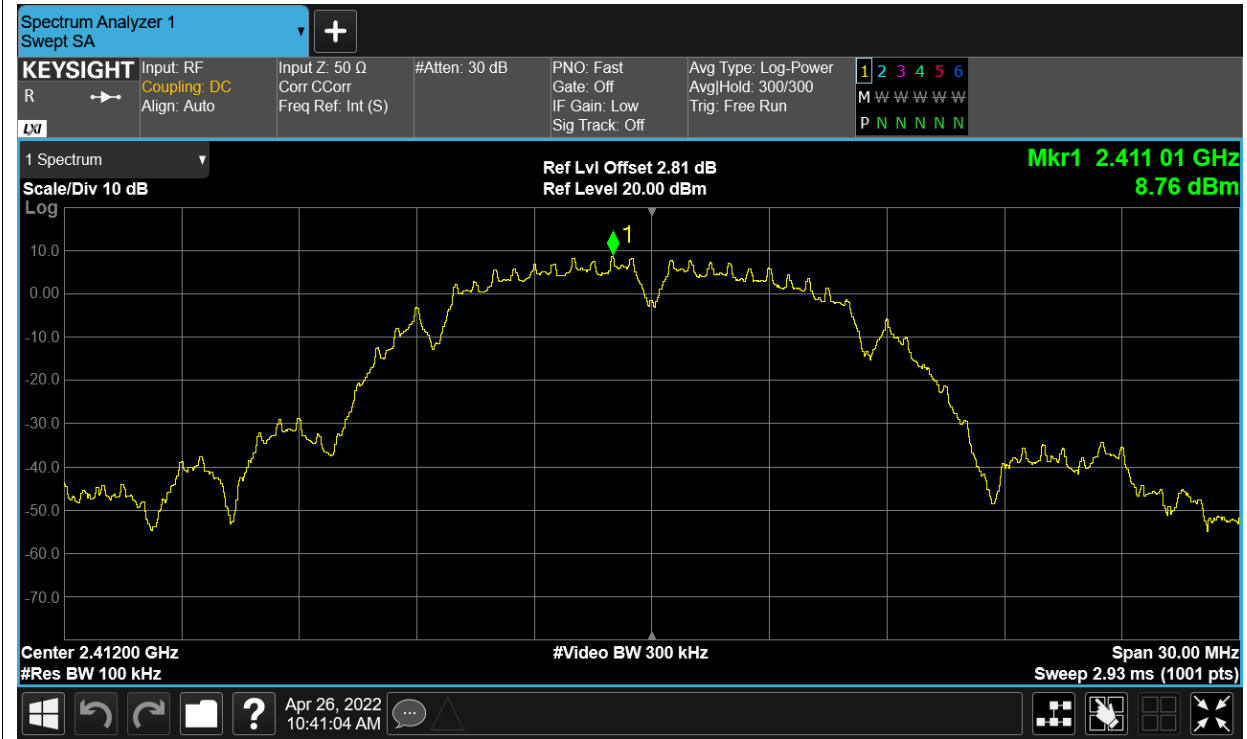 Spectrum Analyzer 1
Swept SA
+
KEYSIGHT
R
LXI
Input: RF
Coupling: DC
Align: Auto
Input Z: 50 Ω
Corr CCorr
Freq Ref: Int (S)
#Atten: 30 dB
PNO: Fast
Gate: Off
IF Gain: Low
Sig Track: Off
Avg Type: Log-Power
Avg|Hold: 300/300
Trig: Free Run
1 2 3 4 5 6
M W W W W W
P N N N N N
1 Spectrum
Scale/Div 10 dB
Log
Ref Lvl Offset 2.81 dB
Ref Level 20.00 dBm
Mkr1 2.411 01 GHz
8.76 dBm
1
10.0
0.00
-10.0
-20.0
-30.0
-40.0
-50.0
-60.0
-70.0
Center 2.41200 GHz
#Res BW 100 kHz
#Video BW 300 kHz
Span 30.00 MHz
Sweep 2.93 ms (1001 pts)
?
Apr 26, 2022
10:41:04 AM